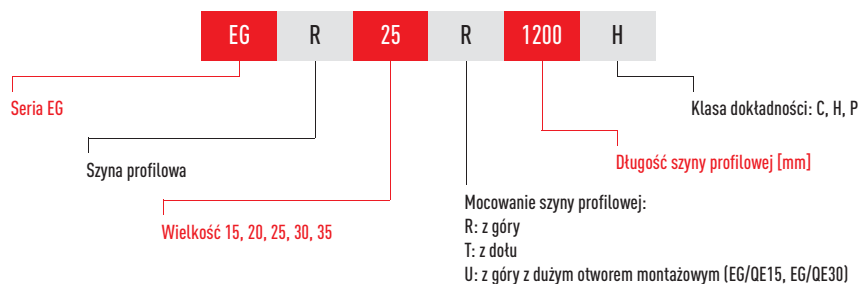 EG R 25 R 1200 H
Seria EG
Klasa dokładności: C, H, P
Szyna profilowa
Długość szyny profilowej [mm]
Wielkość 15, 20, 25, 30, 35
Mocowanie szyny profilowej:
R: z góry
T: z dołu
U: z góry z dużym otworem montażowym (EG/QE15, EG/QE30)